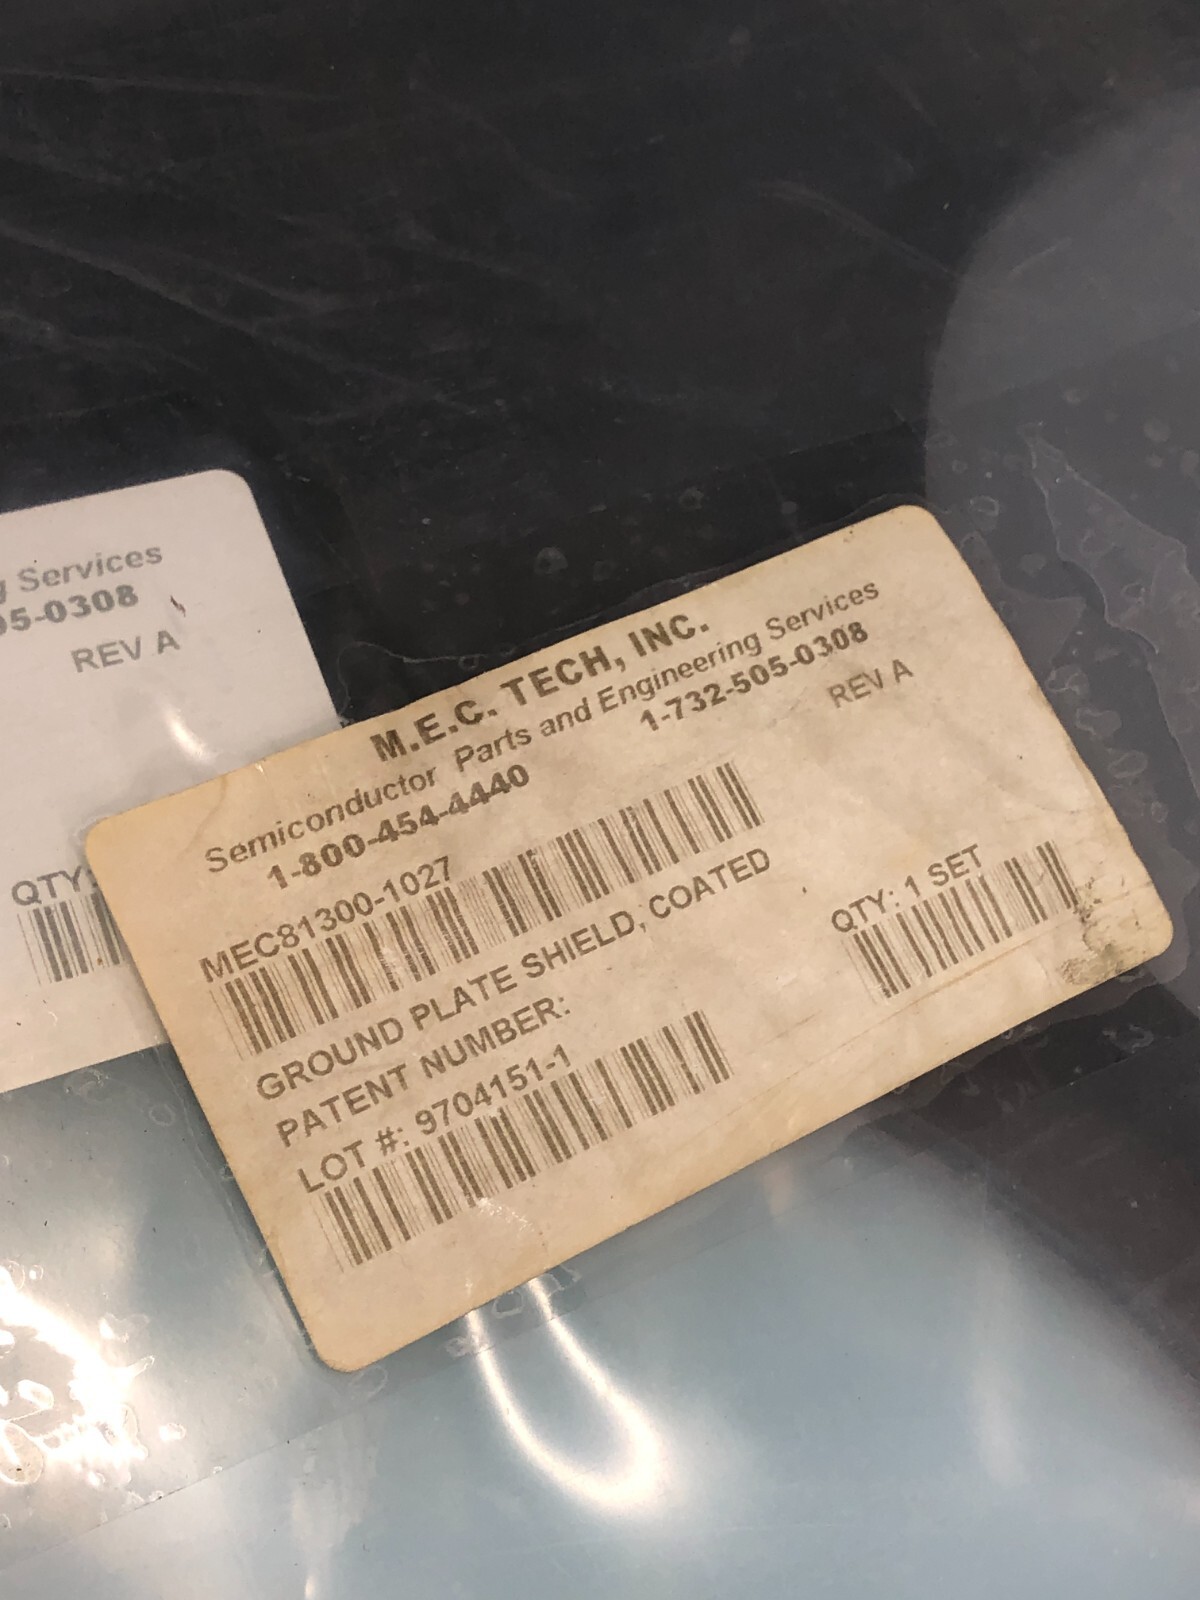 g Services
05-0308
REV A
QTY:
M.E.C. TECH, INC.
Semiconductor Parts and Engineering Services
1-800-454-4440 1-732-505-0308
REV A
MEC81300-1027
GROUND PLATE SHIELD, COATED
QTY: 1 SET
PATENT NUMBER:
LOT #: 9704151-1